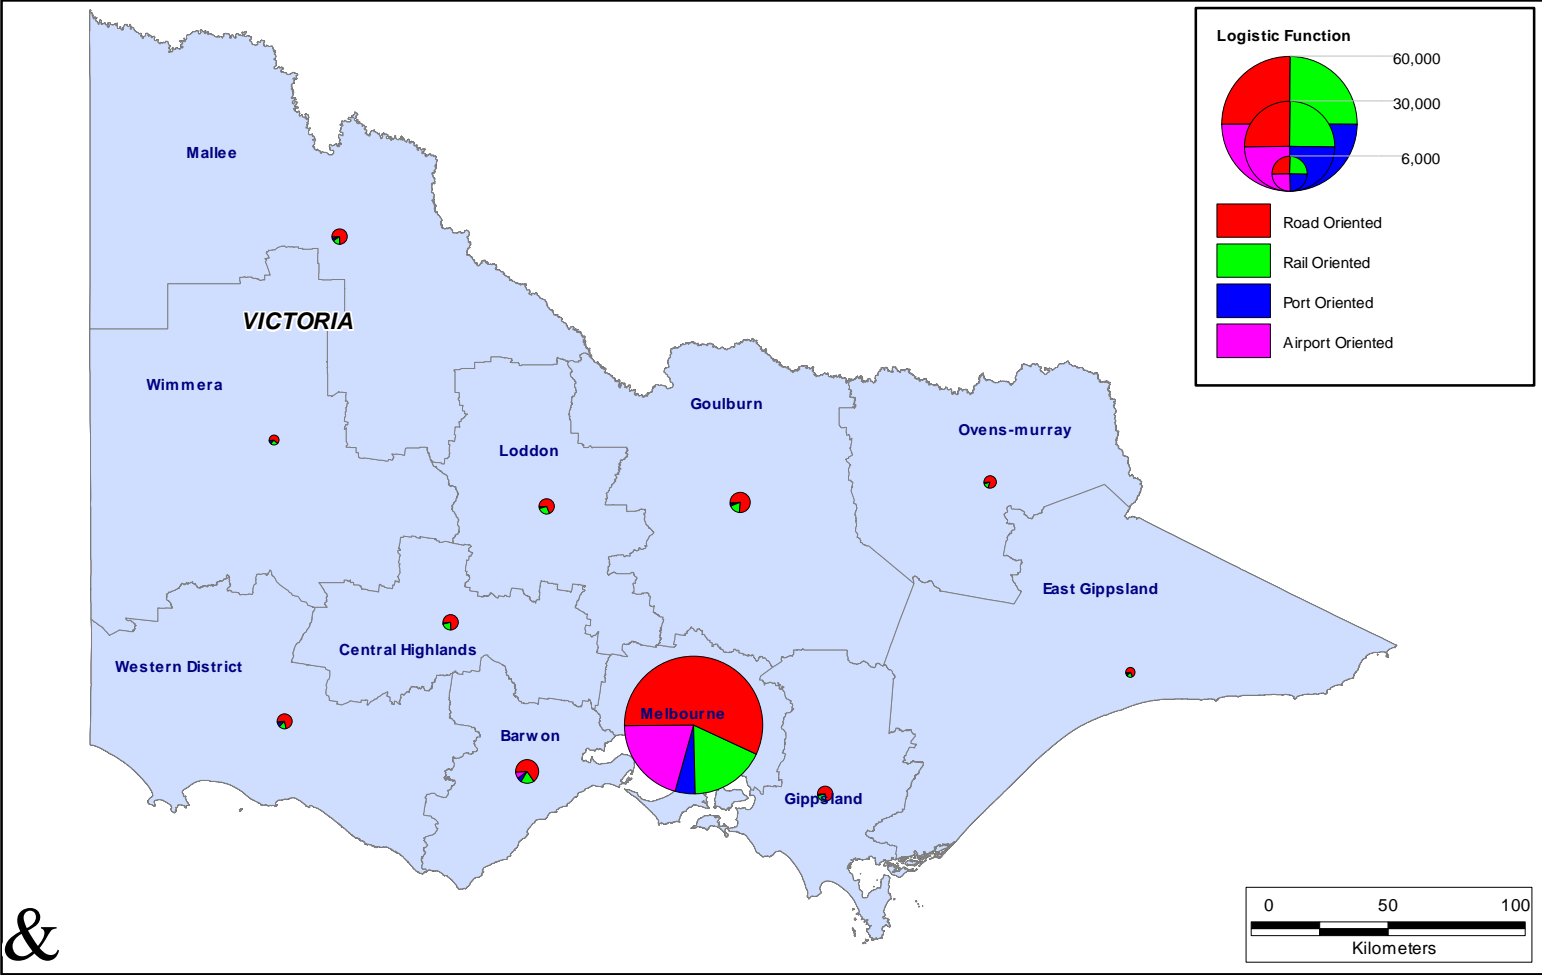 Logistic Function
60,000
30,000
6,000
Road Oriented
Rail Oriented
Port Oriented
Airport Oriented
Mallee
VICTORIA
Wimmera
Goulburn
Ovens-murray
Loddon
East Gippsland
Central Highlands
Western District
Melbourne
Barwon
Gippsland
&
0 50 100
Kilometers